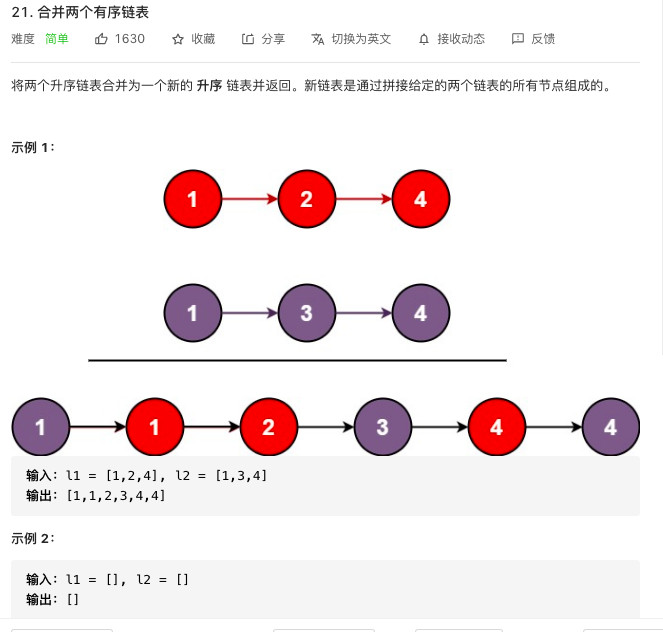 21. 合并两个有序链表
难度 简单 1630 收藏 分享 切换为英文 接收动态 反馈
将两个升序链表合并为一个新的 升序 链表并返回。新链表是通过拼接给定的两个链表的所有节点组成的。
示例 1：
1 2 4
1 3 4
1 1 2 3 4 4
输入：l1 = [1,2,4], l2 = [1,3,4]
输出：[1,1,2,3,4,4]
示例 2：
输入：l1 = [], l2 = []
输出：[]